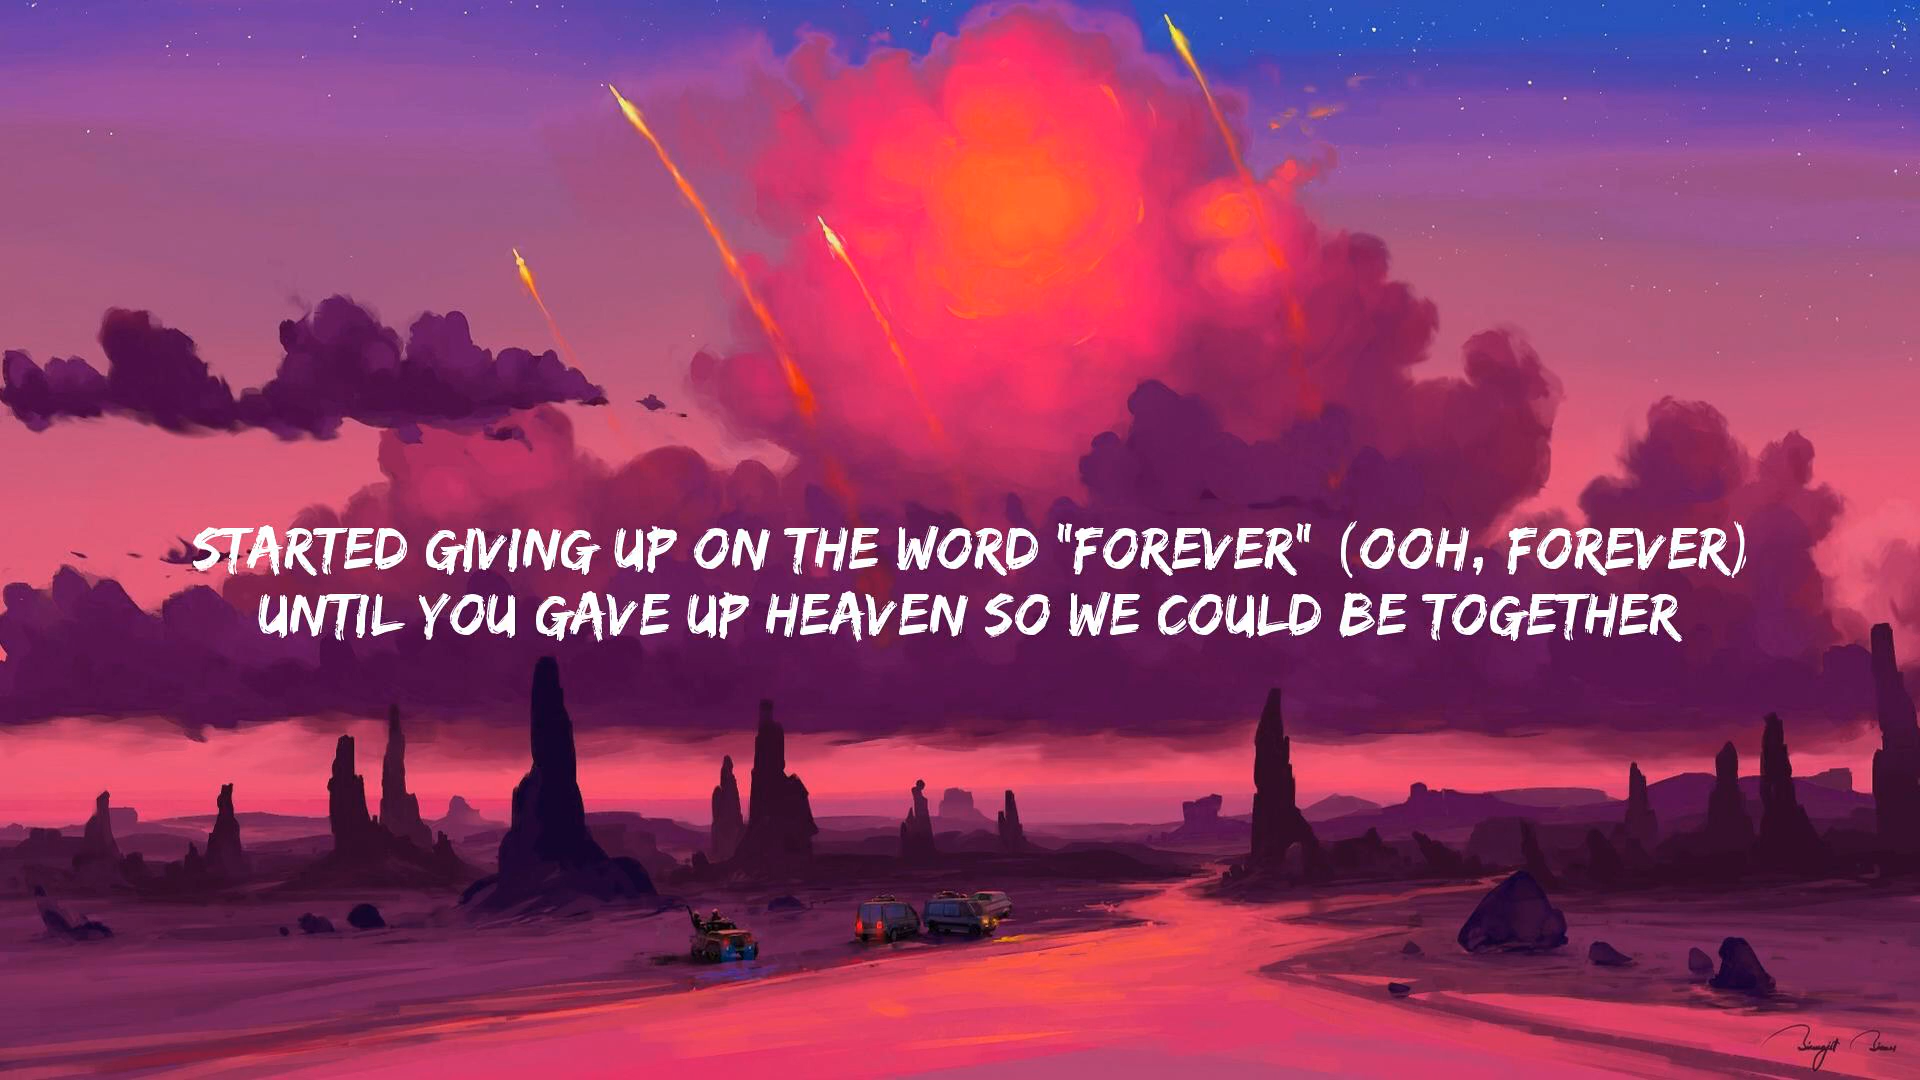 STARTED GIVING UP ON THE WORD "FOREVER" (OOH, FOREVER)
UNTIL YOU GAVE UP HEAVEN SO WE COULD BE TOGETHER